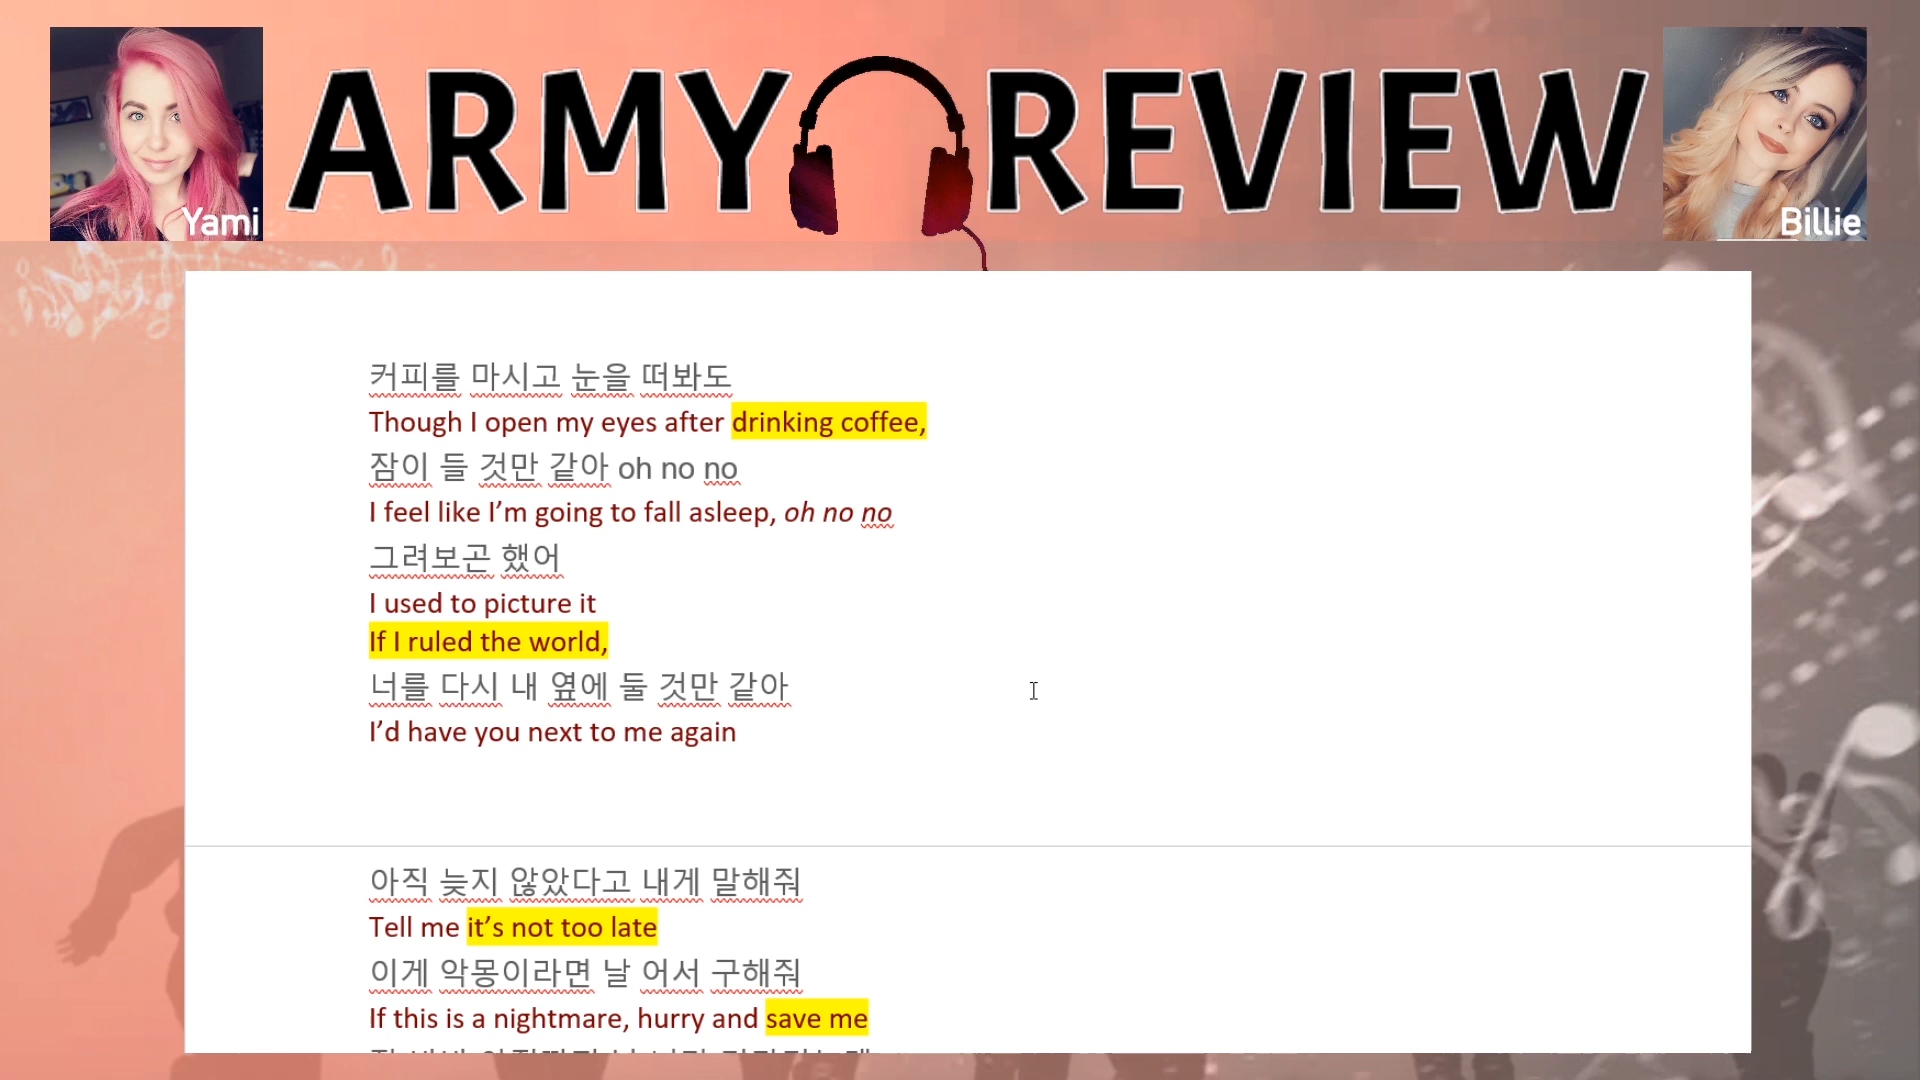 ARMY REVIEW
Yami
Billie
커피를 마시고 눈을 떠봐도
Though I open my eyes after drinking coffee,
잠이 들 것만 같아 oh no no
I feel like I’m going to fall asleep, oh no no
그려보곤 했어
I used to picture it
If I ruled the world,
너를 다시 내 옆에 둘 것만 같아
I’d have you next to me again
아직 늦지 않았다고 내게 말해줘
Tell me it’s not too late
이게 악몽이라면 날 어서 구해줘
If this is a nightmare, hurry and save me